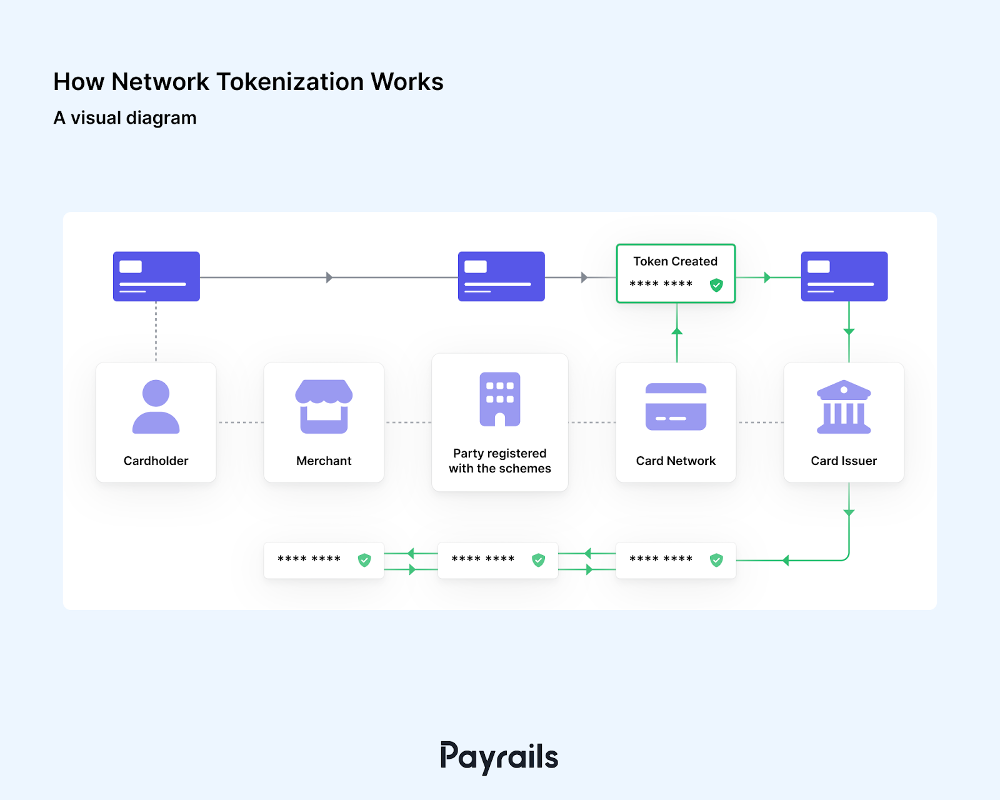 How Network Tokenization Works
A visual diagram
Token Created
**** ****
Cardholder
Merchant
Party registered
with the schemes
Card Network
Card Issuer
**** ****
**** ****
**** ****
Payrails